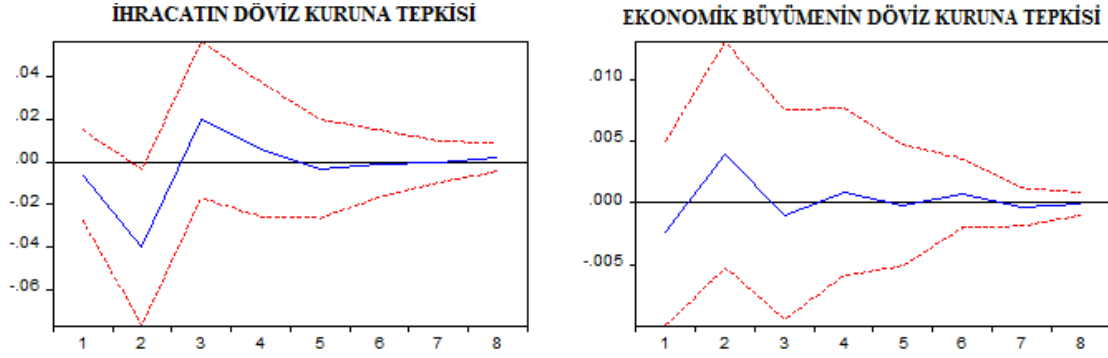 İHRACATIN DÖVİZ KURUNA TEPKİSİ
.04
.02
.00
-.02
-.04
-.06
1 2 3 4 5 6 7 8
EKONOMİK BÜYÜMENİN DÖVİZ KURUNA TEPKİSİ
.010
.005
.000
-.005
1 2 3 4 5 6 7 8